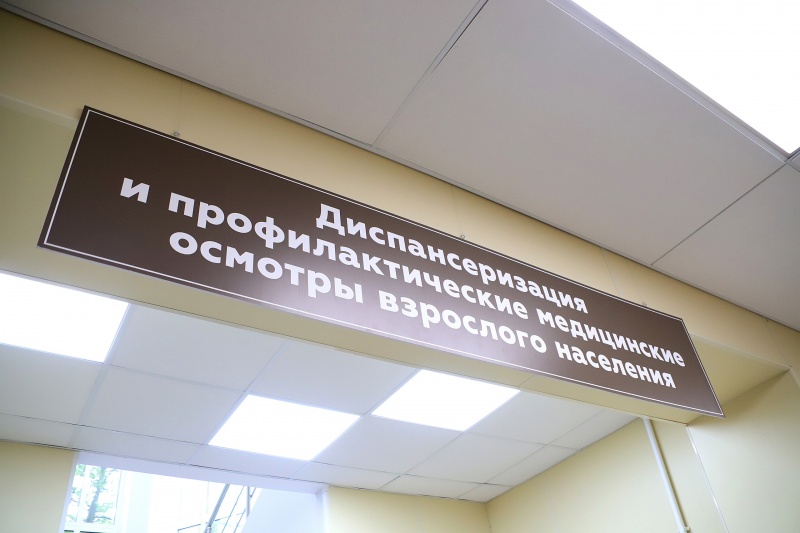 Диспансеризация
и профилактические медицинские
осмотры взрослого населения